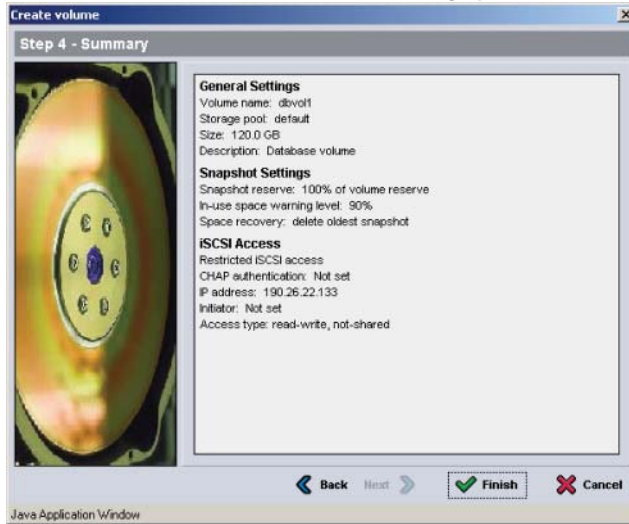 Create volume
Step 4 - Summary
General Settings
Volume name: dbvol1
Storage pool: default
Size: 120.0 GB
Description: Database volume
Snapshot Settings
Snapshot reserve: 100% of volume reserve
In-use space warning level: 90%
Space recovery: delete oldest snapshot
iSCSI Access
Restricted iSCSI access
CHAP authentication: Not set
IP address: 190.26.22.133
Initiator: Not set
Access type: read-write, not-shared
Back Next Finish Cancel
Java Application Window